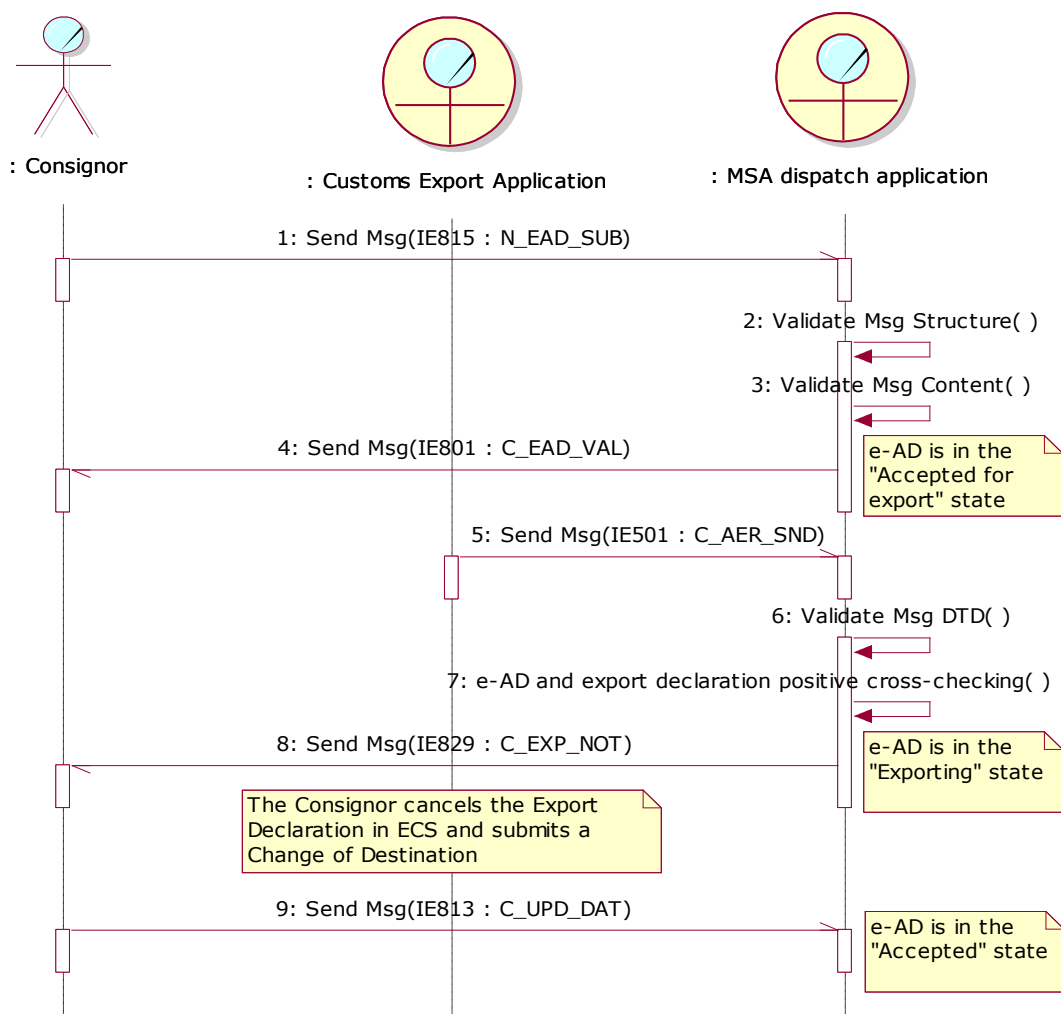 : Consignor
: Customs Export Application
: MSA dispatch application
1: Send Msg(IE815 : N_EAD_SUB)
2: Validate Msg Structure( )
3: Validate Msg Content( )
4: Send Msg(IE801 : C_EAD_VAL)
e-AD is in the
"Accepted for
export" state
5: Send Msg(IE501 : C_AER_SND)
6: Validate Msg DTD( )
7: e-AD and export declaration positive cross-checking( )
8: Send Msg(IE829 : C_EXP_NOT)
e-AD is in the
"Exporting" state
The Consignor cancels the Export
Declaration in ECS and submits a
Change of Destination
9: Send Msg(IE813 : C_UPD_DAT)
e-AD is in the
"Accepted" state